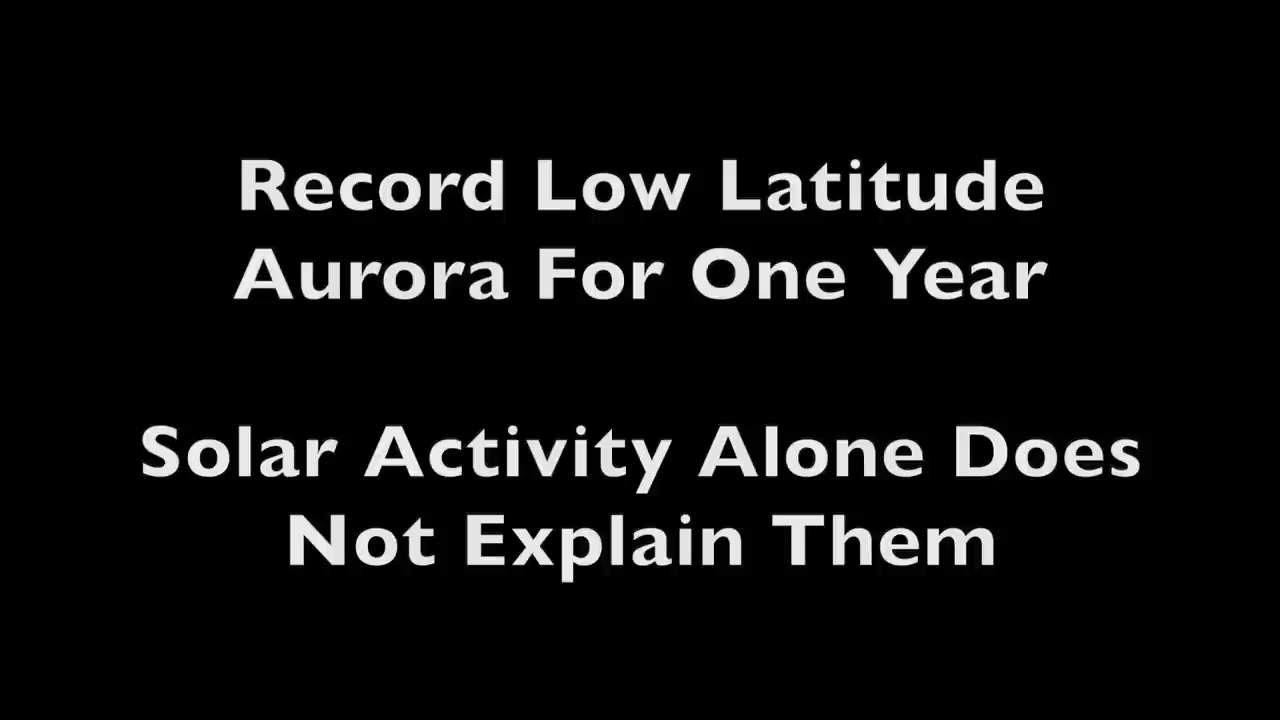 Record Low Latitude
Aurora For One Year
Solar Activity Alone Does
Not Explain Them